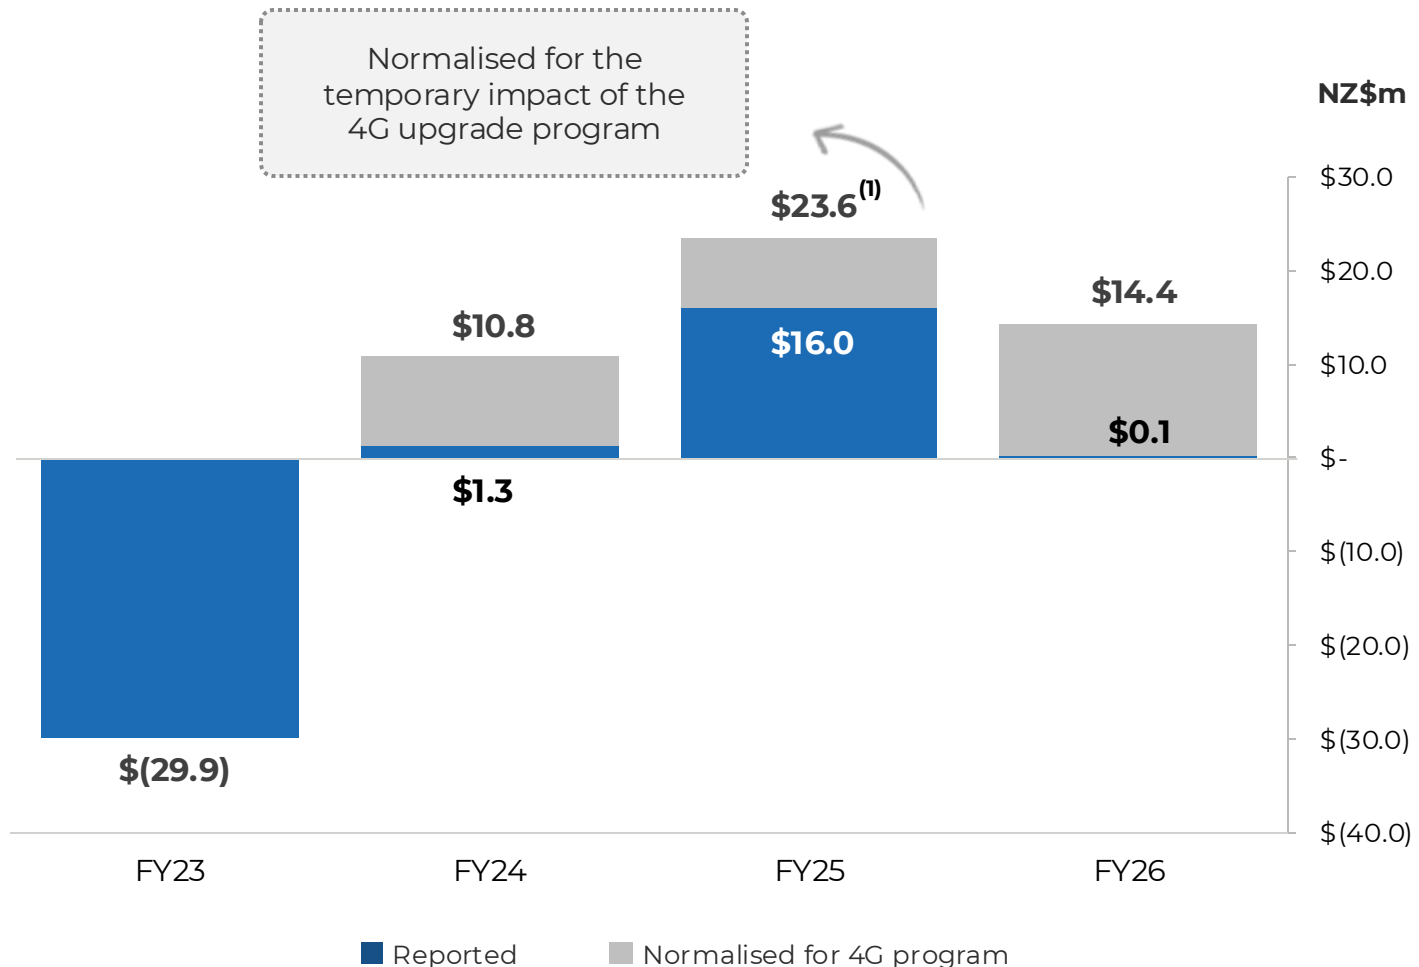 Normalised for the
temporary impact of the
4G upgrade program
NZ$m
$30.0
$20.0
$10.0
$-
$(10.0)
$(20.0)
$(30.0)
$(40.0)
$(29.9)
$10.8
$1.3
$23.6(1)
$16.0
$14.4
$0.1
FY23 FY24 FY25 FY26
Reported Normalised for 4G program